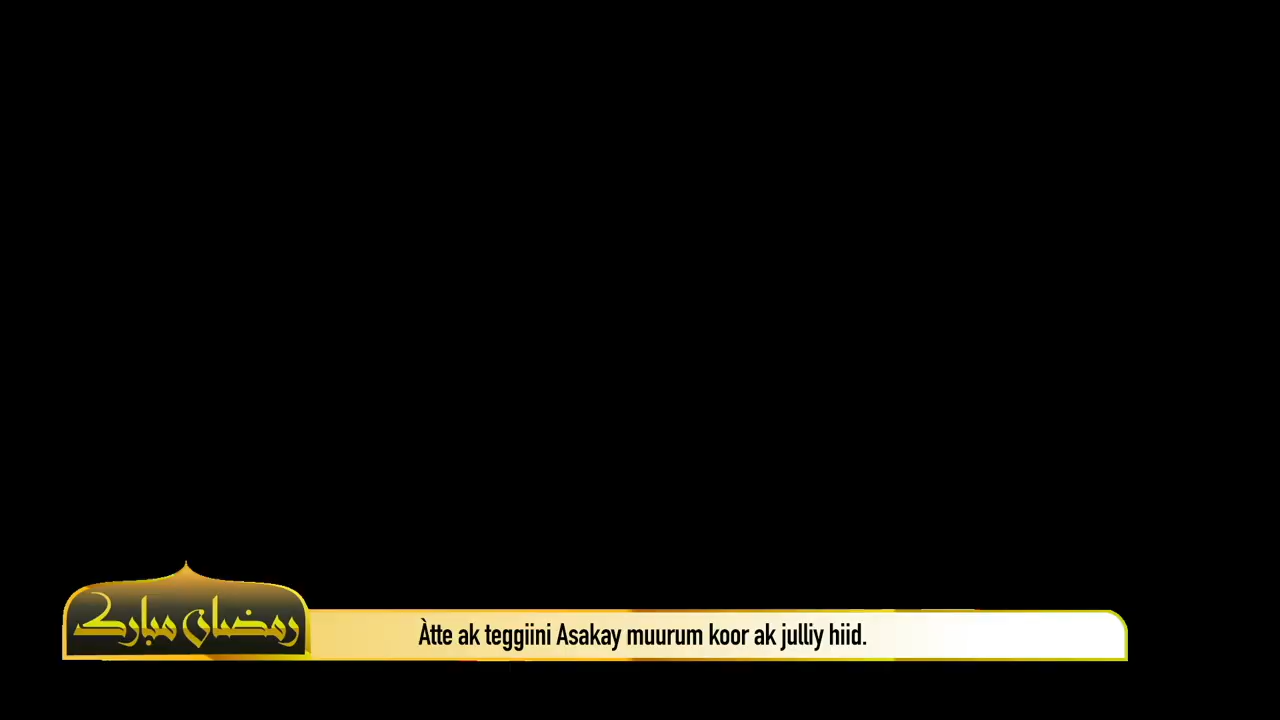 رمضان مبارك
Àtte ak teggiini Asakay muurum koor ak julliy hiid.